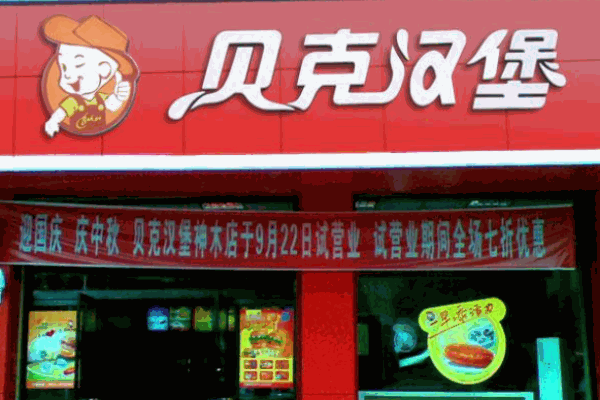 贝克汉堡
迎国庆 庆中秋 贝克汉堡神木店于9月22日试营业 试营业期间全场七折优惠